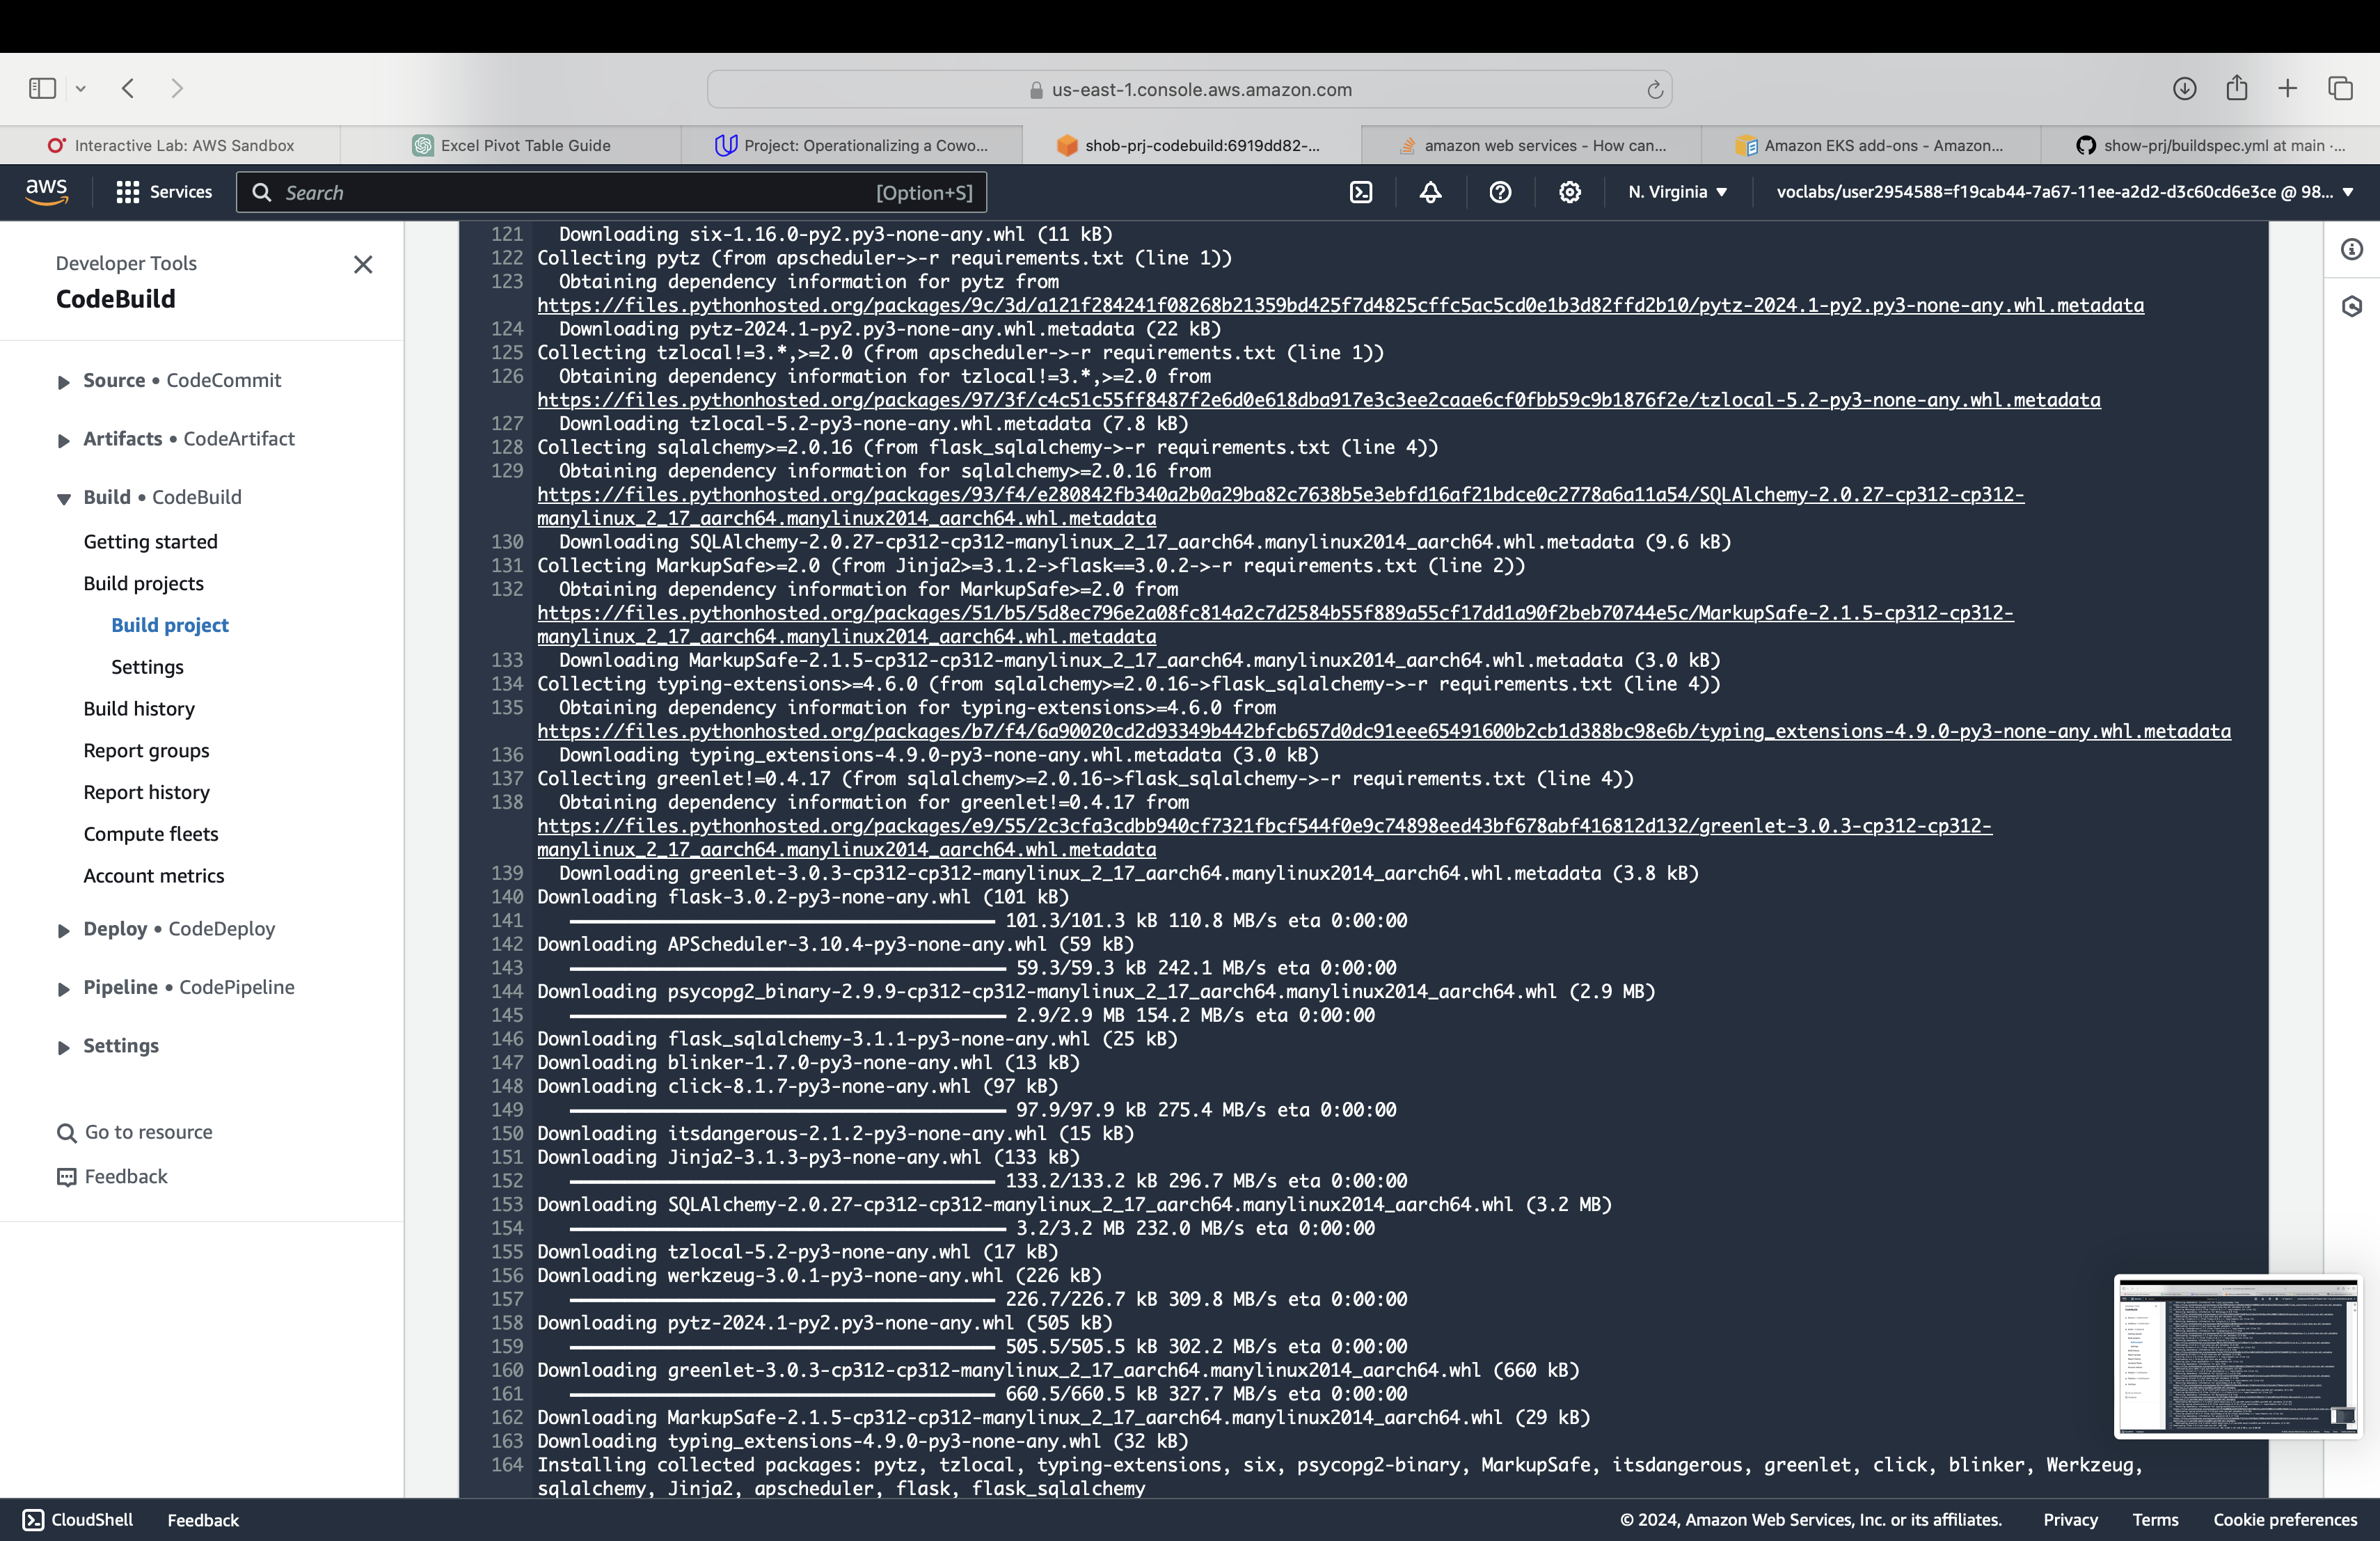 us-east-1.console.aws.amazon.com
Interactive Lab: AWS Sandbox
Excel Pivot Table Guide
Project: Operationalizing a Cowo...
shob-prj-codebuild:6919dd82-...
amazon web services - How can...
Amazon EKS add-ons - Amazon...
show-prj/buildspec.yml at main ·...
aws
Services
Search
[Option+S]
N. Virginia
voclabs/user2954588=f19cab44-7a67-11ee-a2d2-d3c60cd6e3ce @ 98...
Developer Tools
CodeBuild
Source • CodeCommit
Artifacts • CodeArtifact
Build • CodeBuild
Getting started
Build projects
Build project
Settings
Build history
Report groups
Report history
Compute fleets
Account metrics
Deploy • CodeDeploy
Pipeline • CodePipeline
Settings
Go to resource
Feedback
121 Downloading six-1.16.0-py2.py3-none-any.whl (11 kB)
122 Collecting pytz (from apscheduler->-r requirements.txt (line 1))
123 Obtaining dependency information for pytz from
https://files.pythonhosted.org/packages/9c/3d/a121f284241f08268b21359bd425f7d4825cffc5ac5cd0e1b3d82ffd2b10/pytz-2024.1-py2.py3-none-any.whl.metadata
124 Downloading pytz-2024.1-py2.py3-none-any.whl.metadata (22 kB)
125 Collecting tzlocal!=3.*,>=2.0 (from apscheduler->-r requirements.txt (line 1))
126 Obtaining dependency information for tzlocal!=3.*,>=2.0 from
https://files.pythonhosted.org/packages/97/3f/c4c51c55ff8487f2e6d0e618dba917e3c3ee2caae6cf0fbb59c9b1876f2e/tzlocal-5.2-py3-none-any.whl.metadata
127 Downloading tzlocal-5.2-py3-none-any.whl.metadata (7.8 kB)
128 Collecting sqlalchemy>=2.0.16 (from flask_sqlalchemy->-r requirements.txt (line 4))
129 Obtaining dependency information for sqlalchemy>=2.0.16 from
https://files.pythonhosted.org/packages/93/f4/e280842fb340a2b0a29ba82c7638b5e3ebfd16af21bdce0c2778a6a11a54/SQLAlchemy-2.0.27-cp312-cp312-
manylinux_2_17_aarch64.manylinux2014_aarch64.whl.metadata
130 Downloading SQLAlchemy-2.0.27-cp312-cp312-manylinux_2_17_aarch64.manylinux2014_aarch64.whl.metadata (9.6 kB)
131 Collecting MarkupSafe>=2.0 (from Jinja2>=3.1.2->flask==3.0.2->-r requirements.txt (line 2))
132 Obtaining dependency information for MarkupSafe>=2.0 from
https://files.pythonhosted.org/packages/51/b5/5d8ec796e2a08fc814a2c7d2584b55f889a55cf17dd1a90f2beb70744e5c/MarkupSafe-2.1.5-cp312-cp312-
manylinux_2_17_aarch64.manylinux2014_aarch64.whl.metadata
133 Downloading MarkupSafe-2.1.5-cp312-cp312-manylinux_2_17_aarch64.manylinux2014_aarch64.whl.metadata (3.0 kB)
134 Collecting typing-extensions>=4.6.0 (from sqlalchemy>=2.0.16->flask_sqlalchemy->-r requirements.txt (line 4))
135 Obtaining dependency information for typing-extensions>=4.6.0 from
https://files.pythonhosted.org/packages/b7/f4/6a90020cd2d93349b442bfcb657d0dc91eee65491600b2cb1d388bc98e6b/typing_extensions-4.9.0-py3-none-any.whl.metadata
136 Downloading typing_extensions-4.9.0-py3-none-any.whl.metadata (3.0 kB)
137 Collecting greenlet!=0.4.17 (from sqlalchemy>=2.0.16->flask_sqlalchemy->-r requirements.txt (line 4))
138 Obtaining dependency information for greenlet!=0.4.17 from
https://files.pythonhosted.org/packages/e9/55/2c3cfa3cdbb940cf7321fbcf544f0e9c74898eed43bf678abf416812d132/greenlet-3.0.3-cp312-cp312-
manylinux_2_17_aarch64.manylinux2014_aarch64.whl.metadata
139 Downloading greenlet-3.0.3-cp312-cp312-manylinux_2_17_aarch64.manylinux2014_aarch64.whl.metadata (3.8 kB)
140 Downloading flask-3.0.2-py3-none-any.whl (101 kB)
141 101.3/101.3 kB 110.8 MB/s eta 0:00:00
142 Downloading APScheduler-3.10.4-py3-none-any.whl (59 kB)
143 59.3/59.3 kB 242.1 MB/s eta 0:00:00
144 Downloading psycopg2_binary-2.9.9-cp312-cp312-manylinux_2_17_aarch64.manylinux2014_aarch64.whl (2.9 MB)
145 2.9/2.9 MB 154.2 MB/s eta 0:00:00
146 Downloading flask_sqlalchemy-3.1.1-py3-none-any.whl (25 kB)
147 Downloading blinker-1.7.0-py3-none-any.whl (13 kB)
148 Downloading click-8.1.7-py3-none-any.whl (97 kB)
149 97.9/97.9 kB 275.4 MB/s eta 0:00:00
150 Downloading itsdangerous-2.1.2-py3-none-any.whl (15 kB)
151 Downloading Jinja2-3.1.3-py3-none-any.whl (133 kB)
152 133.2/133.2 kB 296.7 MB/s eta 0:00:00
153 Downloading SQLAlchemy-2.0.27-cp312-cp312-manylinux_2_17_aarch64.manylinux2014_aarch64.whl (3.2 MB)
154 3.2/3.2 MB 232.0 MB/s eta 0:00:00
155 Downloading tzlocal-5.2-py3-none-any.whl (17 kB)
156 Downloading werkzeug-3.0.1-py3-none-any.whl (226 kB)
157 226.7/226.7 kB 309.8 MB/s eta 0:00:00
158 Downloading pytz-2024.1-py2.py3-none-any.whl (505 kB)
159 505.5/505.5 kB 302.2 MB/s eta 0:00:00
160 Downloading greenlet-3.0.3-cp312-cp312-manylinux_2_17_aarch64.manylinux2014_aarch64.whl (660 kB)
161 660.5/660.5 kB 327.7 MB/s eta 0:00:00
162 Downloading MarkupSafe-2.1.5-cp312-cp312-manylinux_2_17_aarch64.manylinux2014_aarch64.whl (29 kB)
163 Downloading typing_extensions-4.9.0-py3-none-any.whl (32 kB)
164 Installing collected packages: pytz, tzlocal, typing-extensions, six, psycopg2-binary, MarkupSafe, itsdangerous, greenlet, click, blinker, Werkzeug,
sqlalchemy, Jinja2, apscheduler, flask, flask_sqlalchemy
CloudShell
Feedback
© 2024, Amazon Web Services, Inc. or its affiliates.
Privacy
Terms
Cookie preferences